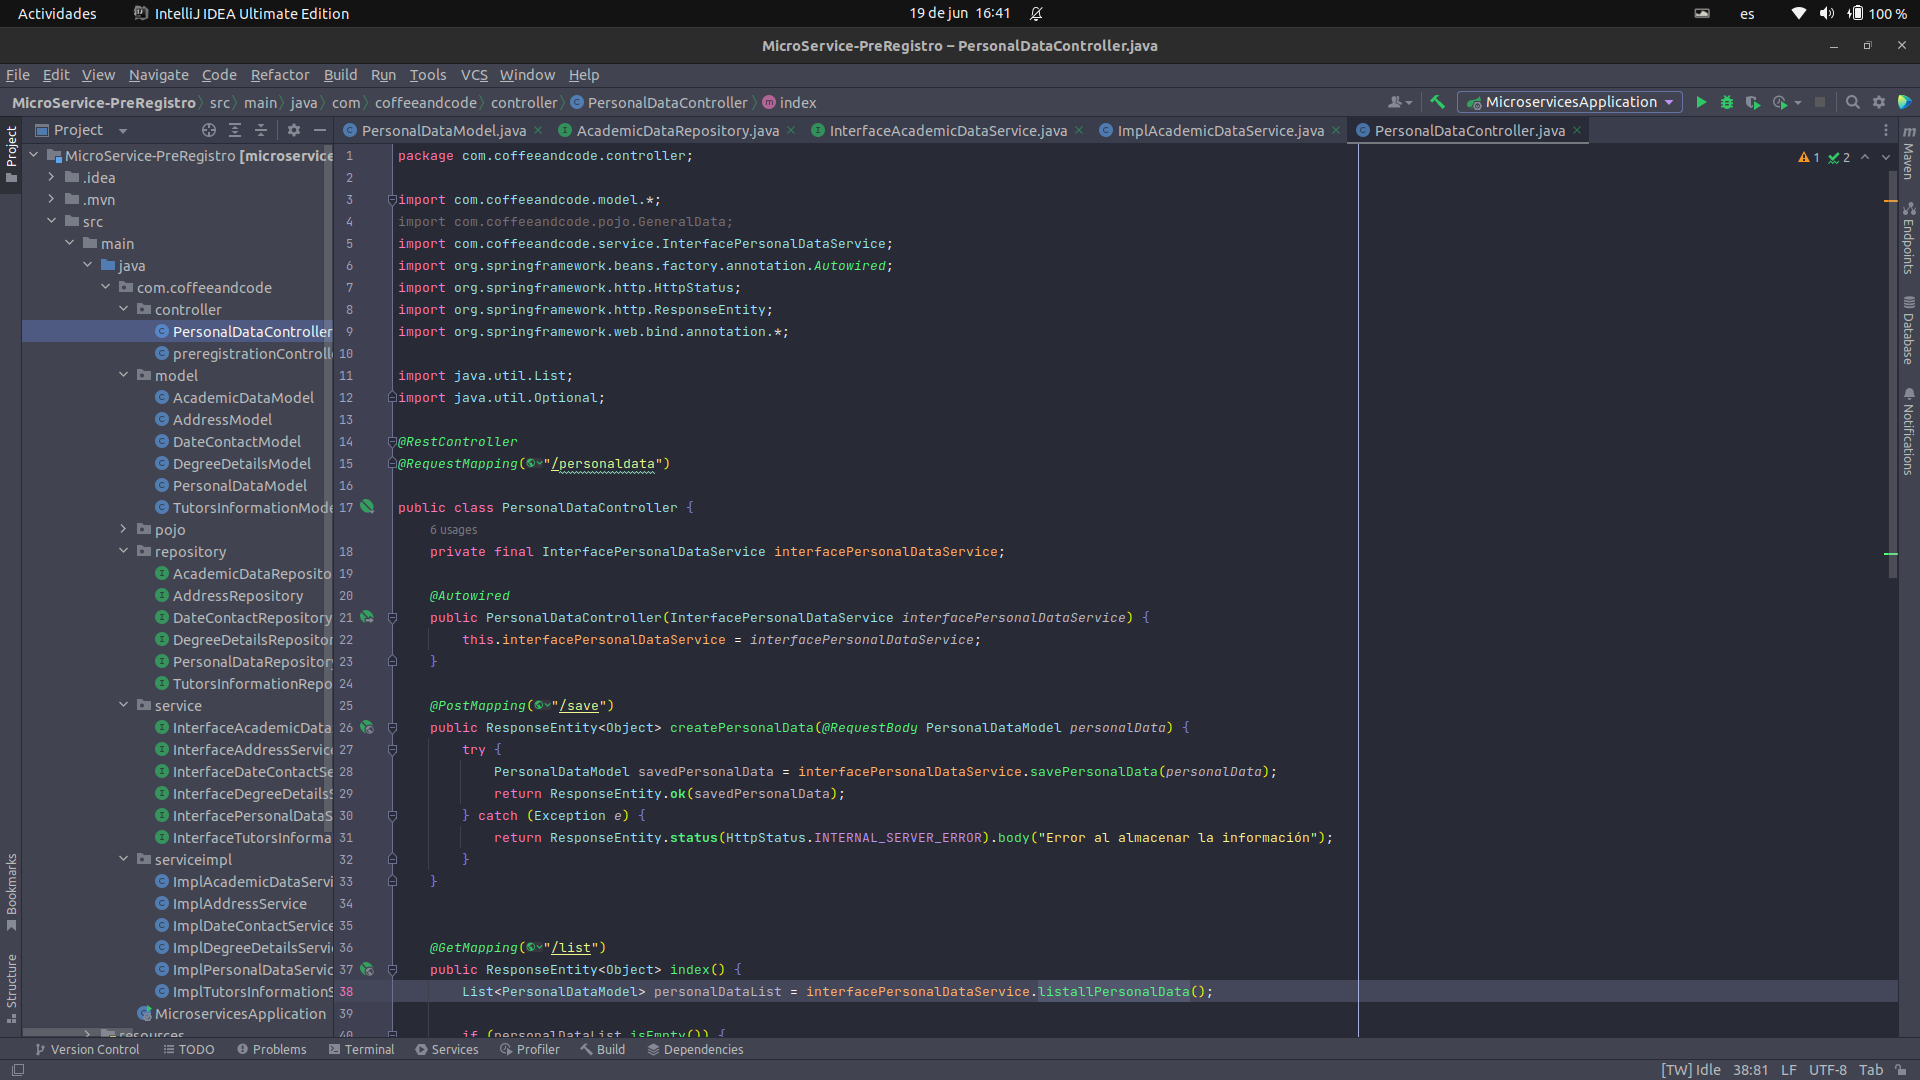 Actividades IntelliJ IDEA Ultimate Edition 19 de jun 16:41 es 100 %
MicroService-PreRegistro – PersonalDataController.java
File Edit View Navigate Code Refactor Build Run Tools VCS Window Help
MicroService-PreRegistro src main java com coffeeandcode controller PersonalDataController index MicroservicesApplication
Project
PersonalDataModel.java AcademicDataRepository.java InterfaceAcademicDataService.java ImplAcademicDataService.java PersonalDataController.java
Project
MicroService-PreRegistro [microservice
.idea
.mvn
src
main
java
com.coffeeandcode
controller
PersonalDataController
preregistrationControll
model
AcademicDataModel
AddressModel
DateContactModel
DegreeDetailsModel
PersonalDataModel
TutorsInformationMode
pojo
repository
AcademicDataReposito
AddressRepository
DateContactRepository
DegreeDetailsRepositor
PersonalDataRepository
TutorsInformationRepo
service
InterfaceAcademicData
InterfaceAddressService
InterfaceDateContactSe
InterfaceDegreeDetailsS
InterfacePersonalDataS
InterfaceTutorsInforma
serviceimpl
ImplAcademicDataServi
ImplAddressService
ImplDateContactService
ImplDegreeDetailsServi
ImplPersonalDataServic
ImplTutorsInformationS
MicroservicesApplication
resources
Bookmarks
Structure
1 package com.coffeeandcode.controller;
2
3 import com.coffeeandcode.model.*;
4 import com.coffeeandcode.pojo.GeneralData;
5 import com.coffeeandcode.service.InterfacePersonalDataService;
6 import org.springframework.beans.factory.annotation.Autowired;
7 import org.springframework.http.HttpStatus;
8 import org.springframework.http.ResponseEntity;
9 import org.springframework.web.bind.annotation.*;
10
11 import java.util.List;
12 import java.util.Optional;
13
14 @RestController
15 @RequestMapping("/personaldata")
16
17 public class PersonalDataController {
6 usages
18 private final InterfacePersonalDataService interfacePersonalDataService;
19
20 @Autowired
21 public PersonalDataController(InterfacePersonalDataService interfacePersonalDataService) {
22 this.interfacePersonalDataService = interfacePersonalDataService;
23 }
24
25 @PostMapping("/save")
26 public ResponseEntity<Object> createPersonalData(@RequestBody PersonalDataModel personalData) {
27 try {
28 PersonalDataModel savedPersonalData = interfacePersonalDataService.savePersonalData(personalData);
29 return ResponseEntity.ok(savedPersonalData);
30 } catch (Exception e) {
31 return ResponseEntity.status(HttpStatus.INTERNAL_SERVER_ERROR).body("Error al almacenar la información");
32 }
33 }
34
35
36 @GetMapping("/list")
37 public ResponseEntity<Object> index() {
38 List<PersonalDataModel> personalDataList = interfacePersonalDataService.listallPersonalData();
39
40 if (personalDataList.isEmpty()) {
1 2
m Maven
Endpoints
Database
Notifications
Version Control TODO Problems Terminal Services Profiler Build Dependencies
[TW] Idle 38:81 LF UTF-8 Tab